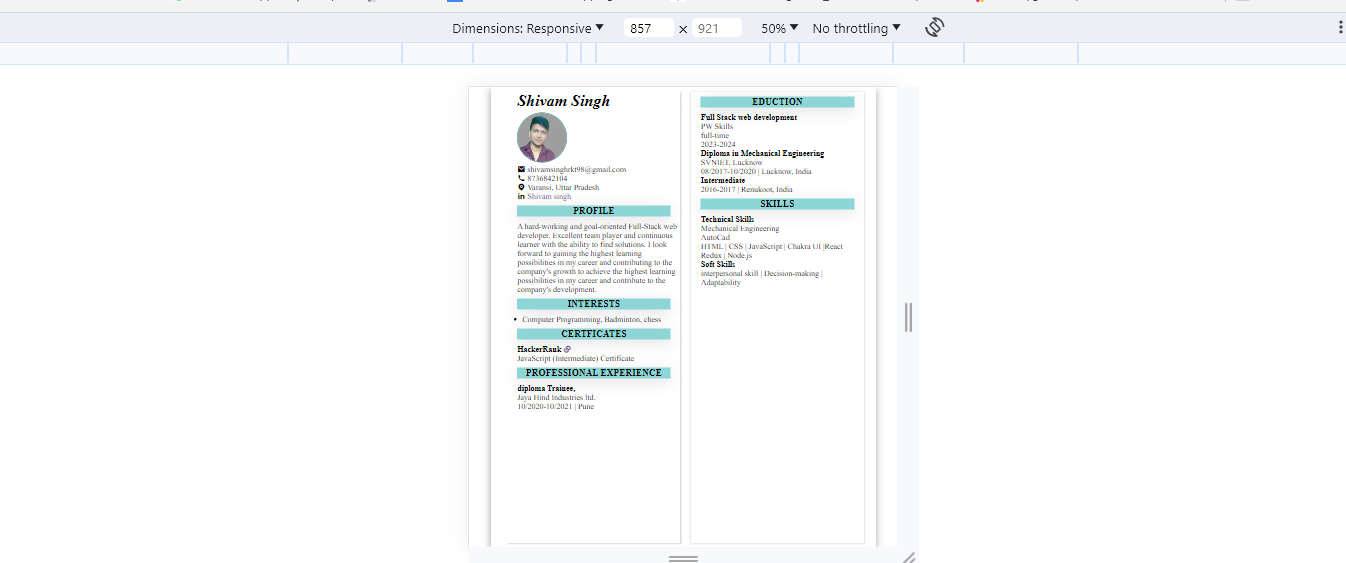 Dimensions: Responsive ▼ 857 × 921 50% ▼ No throttling ▼
Shivam Singh
shivamsinghrkt98@gmail.com
8736842104
Varansi, Uttar Pradesh
Shivam singh
PROFILE
A hard-working and goal-oriented Full-Stack web
developer. Excellent team player and continuous
learner with the ability to find solutions. I look
forward to gaining the highest learning
possibilities in my career and contributing to the
company's growth to achieve the highest learning
possibilities in my career and contribute to the
company's development.
INTERESTS
• Computer Programming, Badminton, chess
CERTFICATES
HackerRank
JavaScript (Intermediate) Certificate
PROFESSIONAL EXPERIENCE
diploma Trainee,
Jaya Hind Industries ltd.
10/2020-10/2021 | Pune
EDUCTION
Full Stack web development
PW Skills
full-time
2023-2024
Diploma in Mechanical Engineering
SVNIET, Lucknow
08/2017-10/2020 | Lucknow, India
Intermediate
2016-2017 | Renukoot, India
SKILLS
Technical Skills
Mechanical Engineering
AutoCad
HTML | CSS | JavaScript | Chakra UI |React
Redux | Node.js
Soft Skills
interpersonal skill | Decision-making |
Adaptability